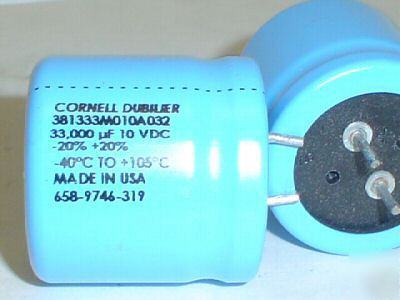 CORNELL DUBILIER
381333M010A032
33,000 µF 10 VDC
-20% +20%
-40°C TO +105°C
MADE IN USA
658-9746-319